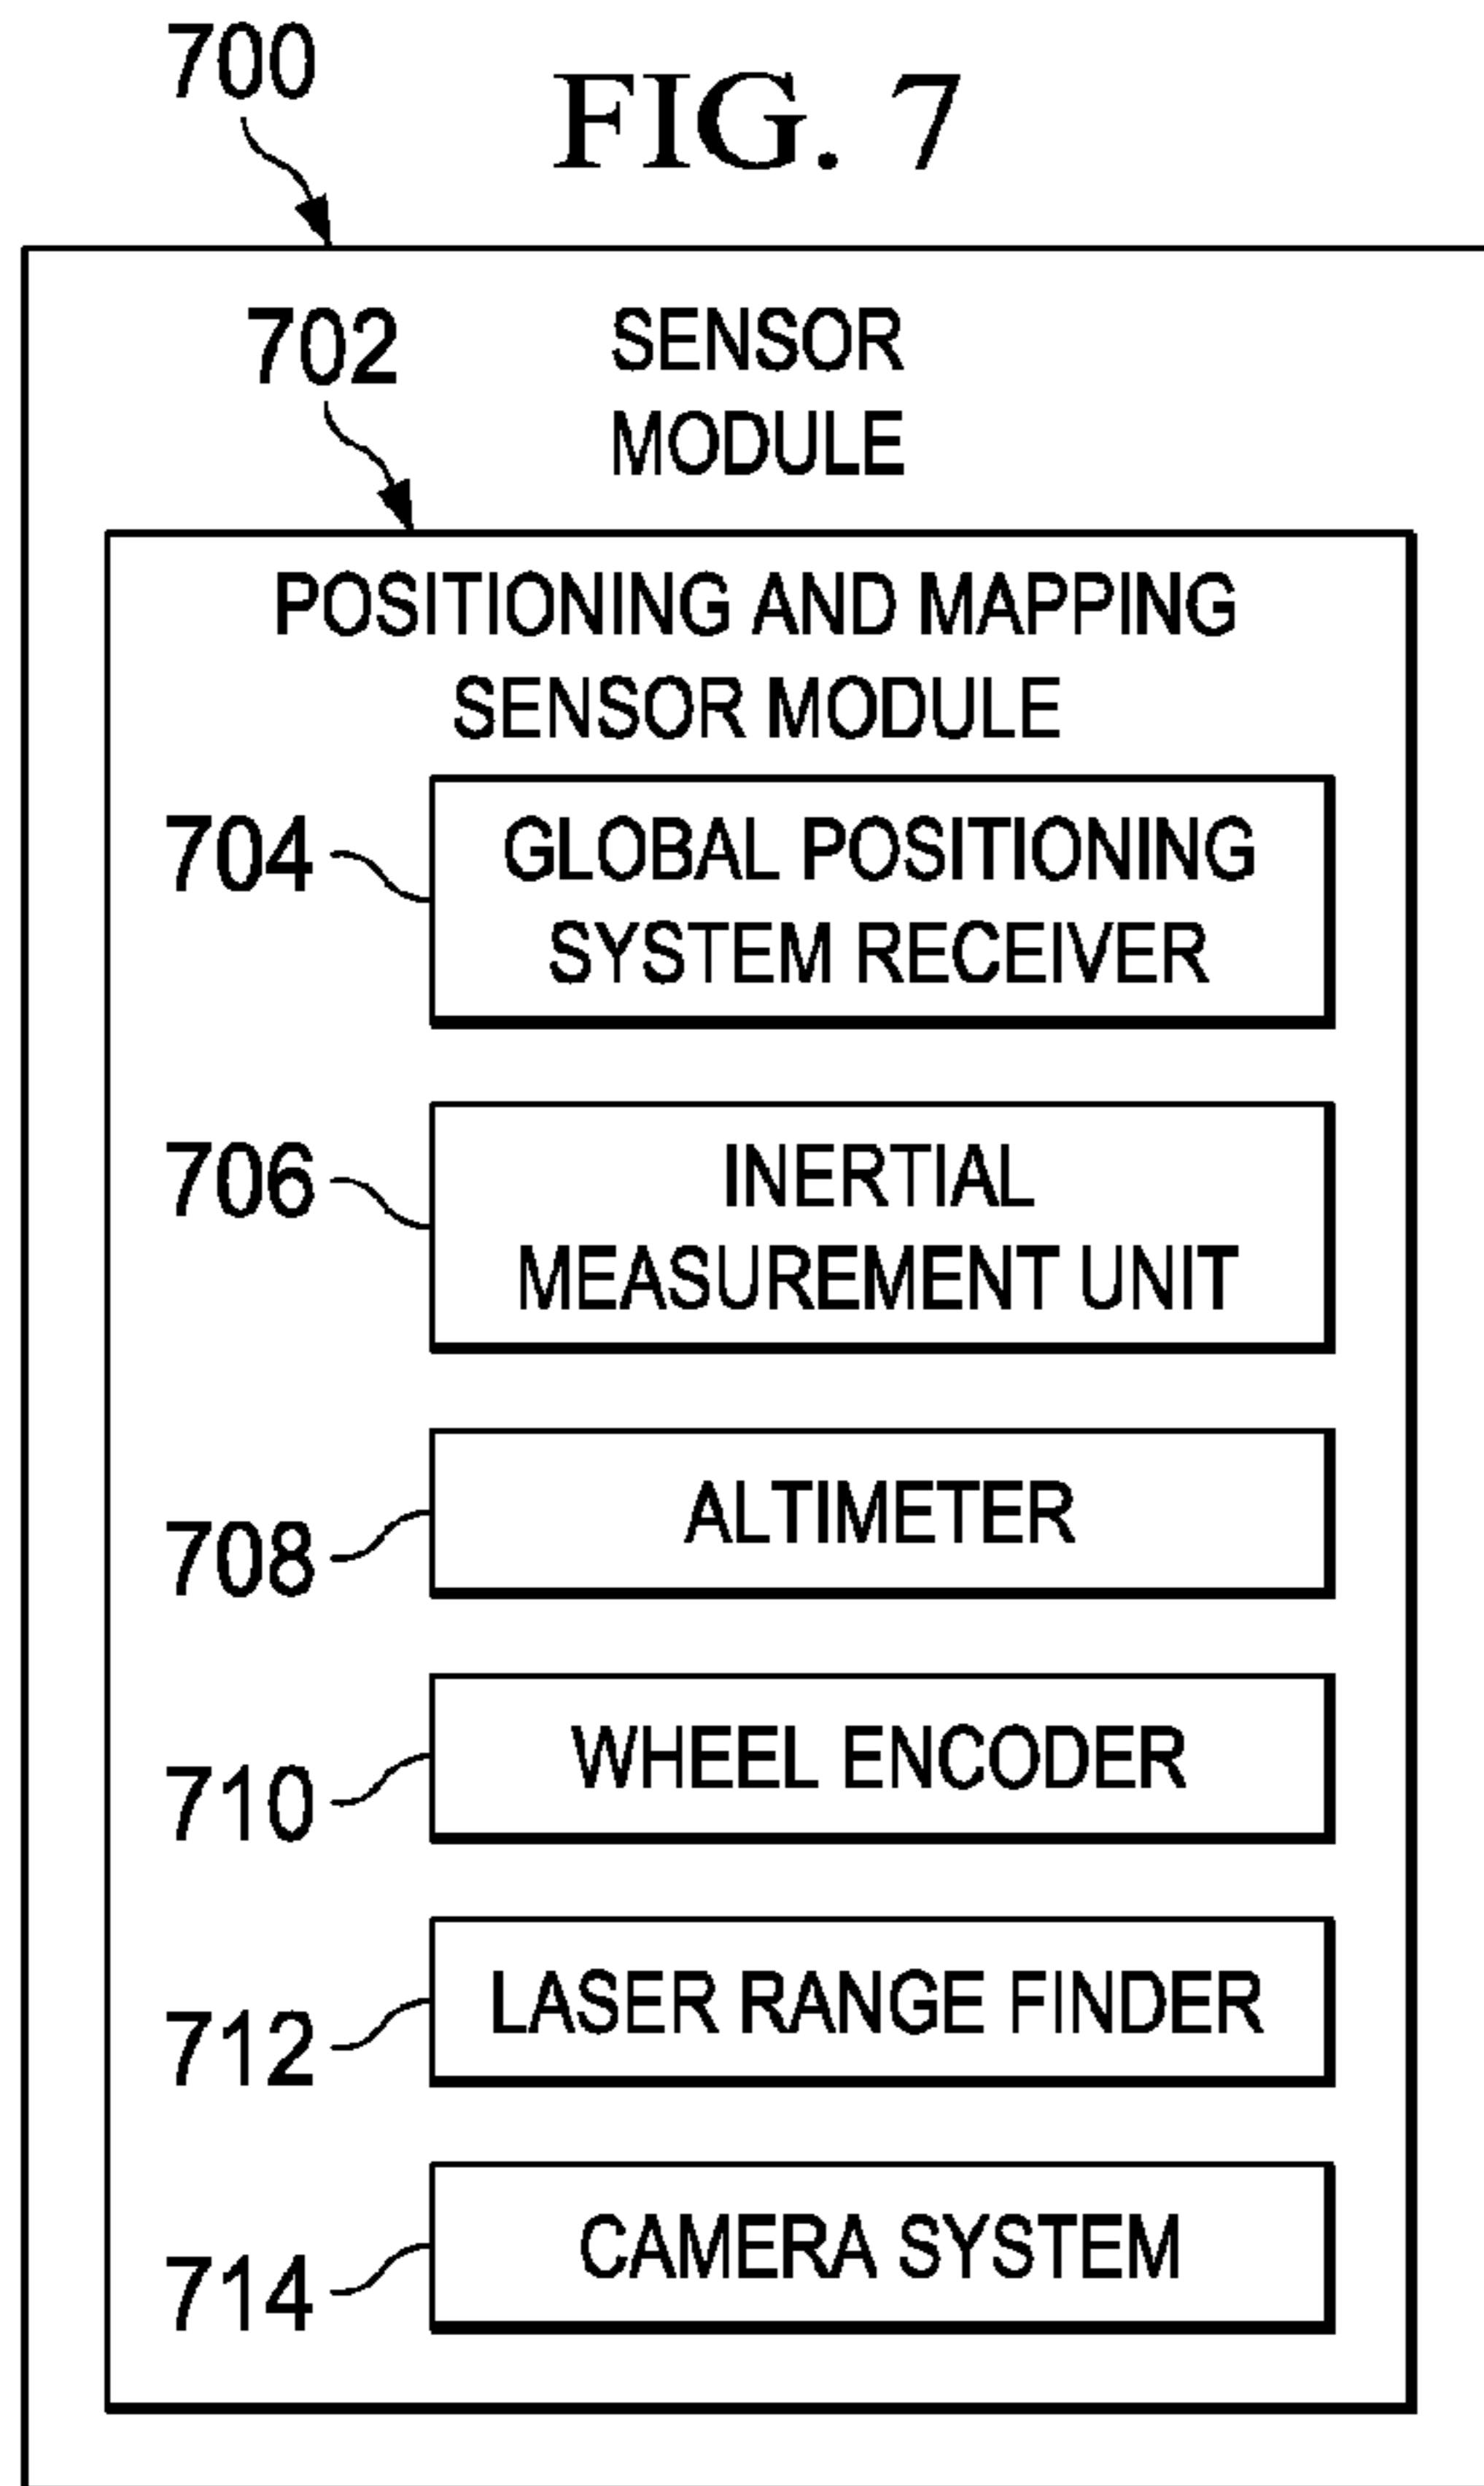 700
FIG. 7
702
SENSOR
MODULE
POSITIONING AND MAPPING
SENSOR MODULE
704
GLOBAL POSITIONING
SYSTEM RECEIVER
706
INERTIAL
MEASUREMENT UNIT
708
ALTIMETER
710
WHEEL ENCODER
712
LASER RANGE FINDER
714
CAMERA SYSTEM